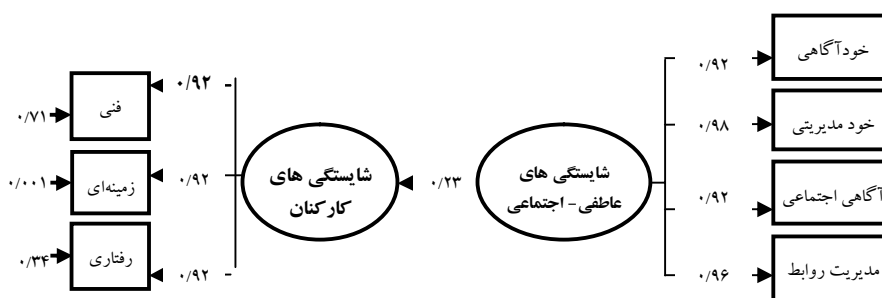 خودآگاهی
۰/۹۲
خود مدیریتی
۰/۹۸
آگاهی اجتماعی
۰/۹۲
مدیریت روابط
۰/۹۶
شایستگی های
عاطفی- اجتماعی
۰/۲۳
شایستگی های
کارکنان
۰/۹۲
فنی
۰/۷۱
۰/۹۲
زمینه‌ای
۰/۰۰۱
۰/۹۲
رفتاری
۰/۳۴